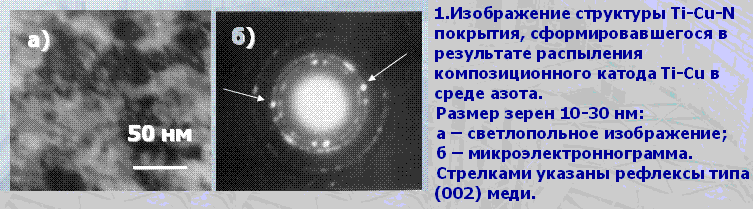 а)
50 нм
б)
1.Изображение структуры Ti-Cu-N
покрытия, сформировавшегося в
результате распыления
композиционного катода Ti-Cu в
среде азота.
Размер зерен 10-30 нм:
а – светлопольное изображение;
б – микроэлектроннограмма.
Стрелками указаны рефлексы типа
(002) меди.